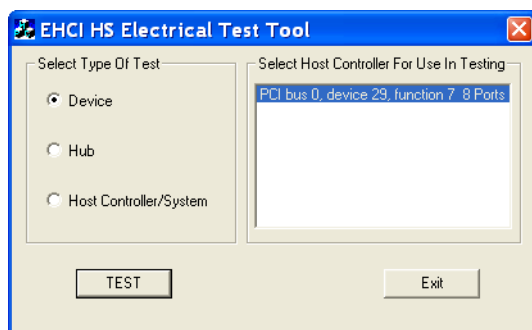 EHCI HS Electrical Test Tool
Select Type Of Test
Device
Hub
Host Controller/System
Select Host Controller For Use In Testing
PCI bus 0, device 29, function 7  8 Ports
TEST
Exit